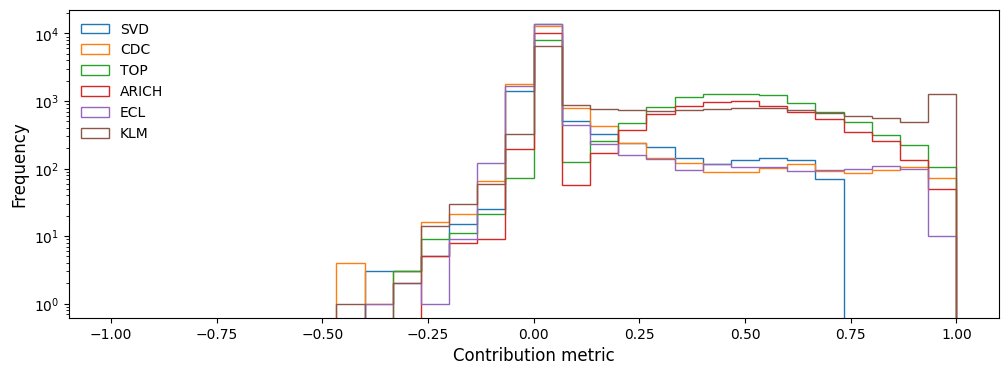 SVD
CDC
TOP
ARICH
ECL
KLM
Frequency
10⁴
10³
10²
10¹
10⁰
−1.00 −0.75 −0.50 −0.25 0.00 0.25 0.50 0.75 1.00
Contribution metric